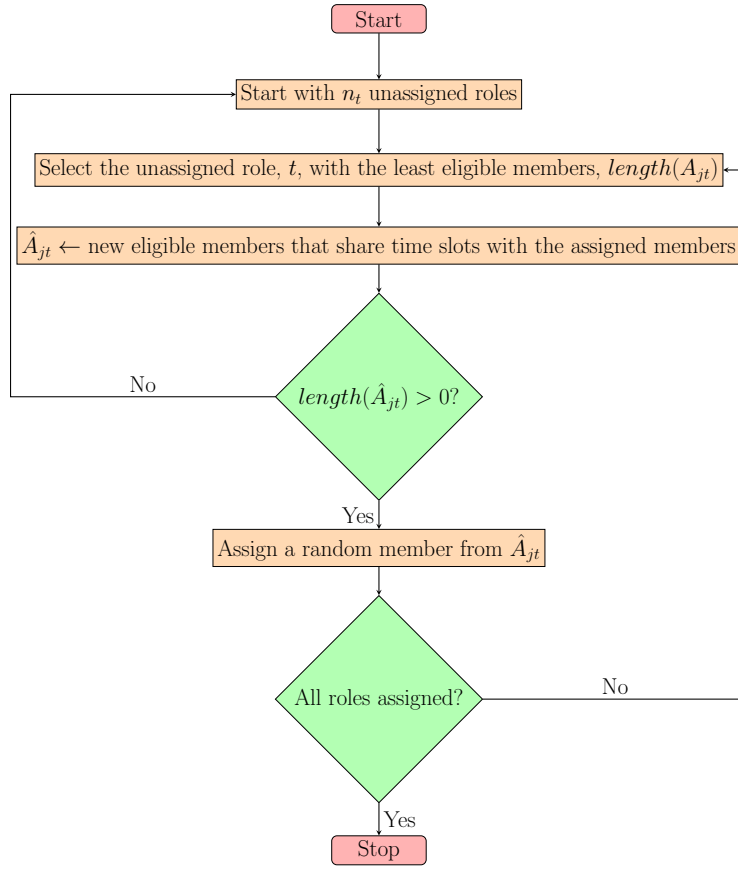 Start
Start with $n_t$ unassigned roles
Select the unassigned role, $t$, with the least eligible members, $length(A_{jt})$
$\hat{A}_{jt} \leftarrow$ new eligible members that share time slots with the assigned members
No
$length(\hat{A}_{jt}) > 0$?
Yes
Assign a random member from $\hat{A}_{jt}$
All roles assigned?
No
Yes
Stop